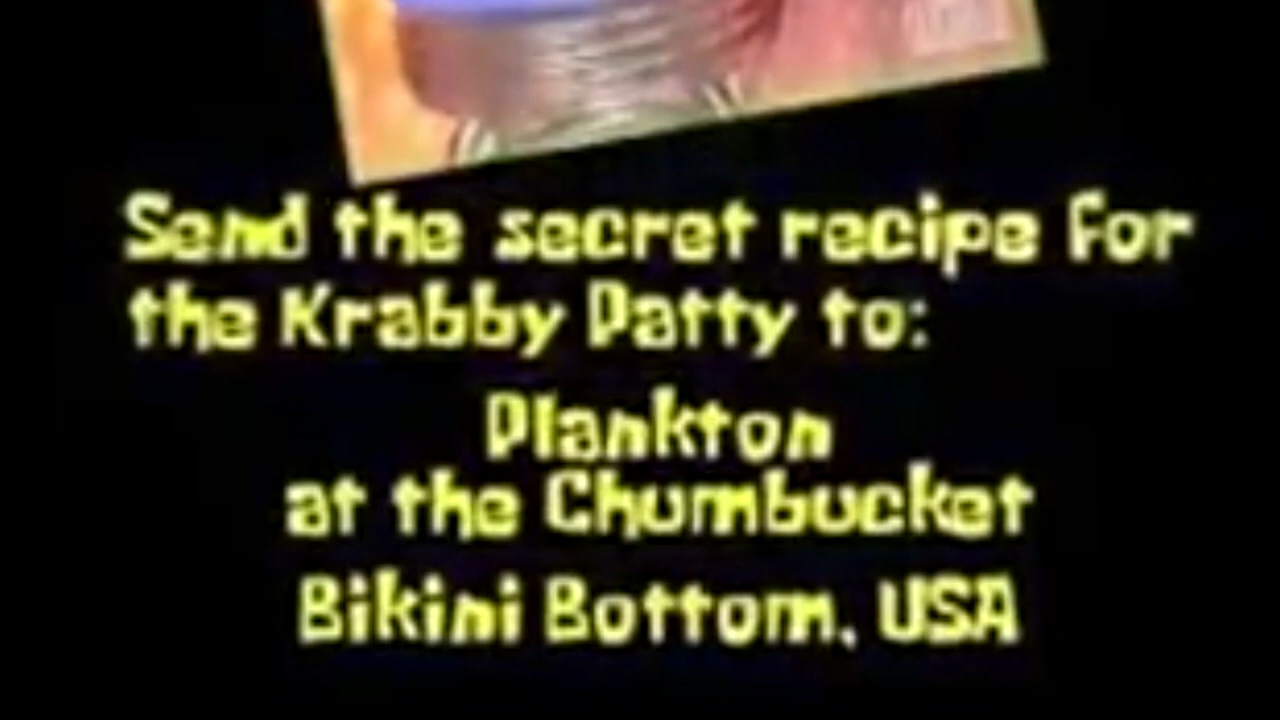 Send the secret recipe for
the Krabby Patty to:
Plankton
at the Chumbucket
Bikini Bottom, USA